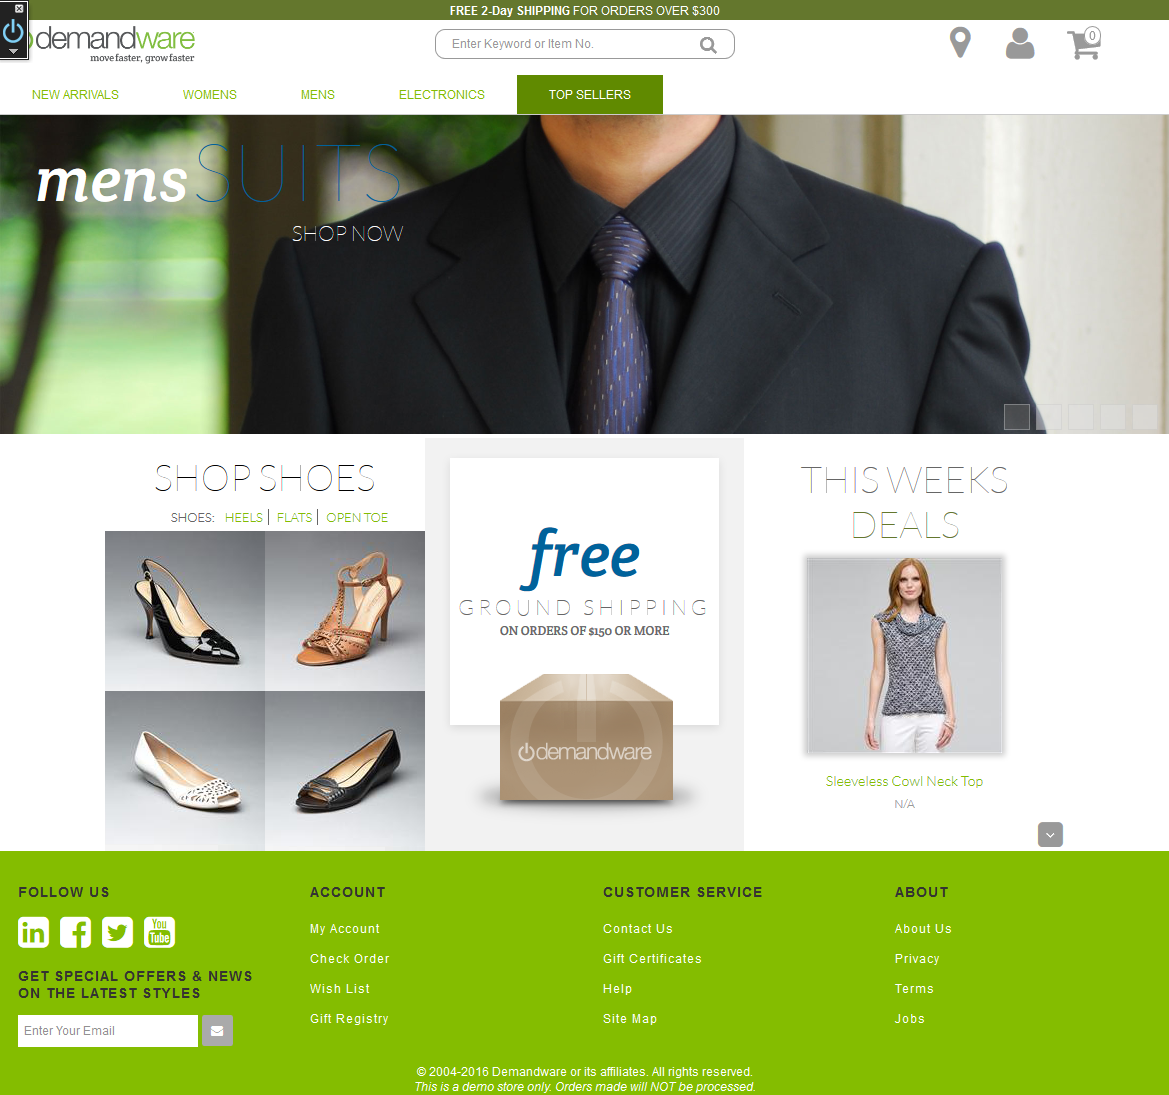 FREE 2-Day SHIPPING FOR ORDERS OVER $300
demandware
move faster, grow faster
Enter Keyword or Item No.
0
NEW ARRIVALS
WOMENS
MENS
ELECTRONICS
TOP SELLERS
mens SUITS
SHOP NOW
SHOP SHOES
SHOES: HEELS | FLATS | OPEN TOE
free
GROUND SHIPPING
ON ORDERS OF $150 OR MORE
demandware
THIS WEEKS
DEALS
Sleeveless Cowl Neck Top
N/A
FOLLOW US
in
f
You
Tube
GET SPECIAL OFFERS & NEWS
ON THE LATEST STYLES
Enter Your Email
ACCOUNT
My Account
Check Order
Wish List
Gift Registry
CUSTOMER SERVICE
Contact Us
Gift Certificates
Help
Site Map
ABOUT
About Us
Privacy
Terms
Jobs
© 2004-2016 Demandware or its affiliates. All rights reserved.
This is a demo store only. Orders made will NOT be processed.